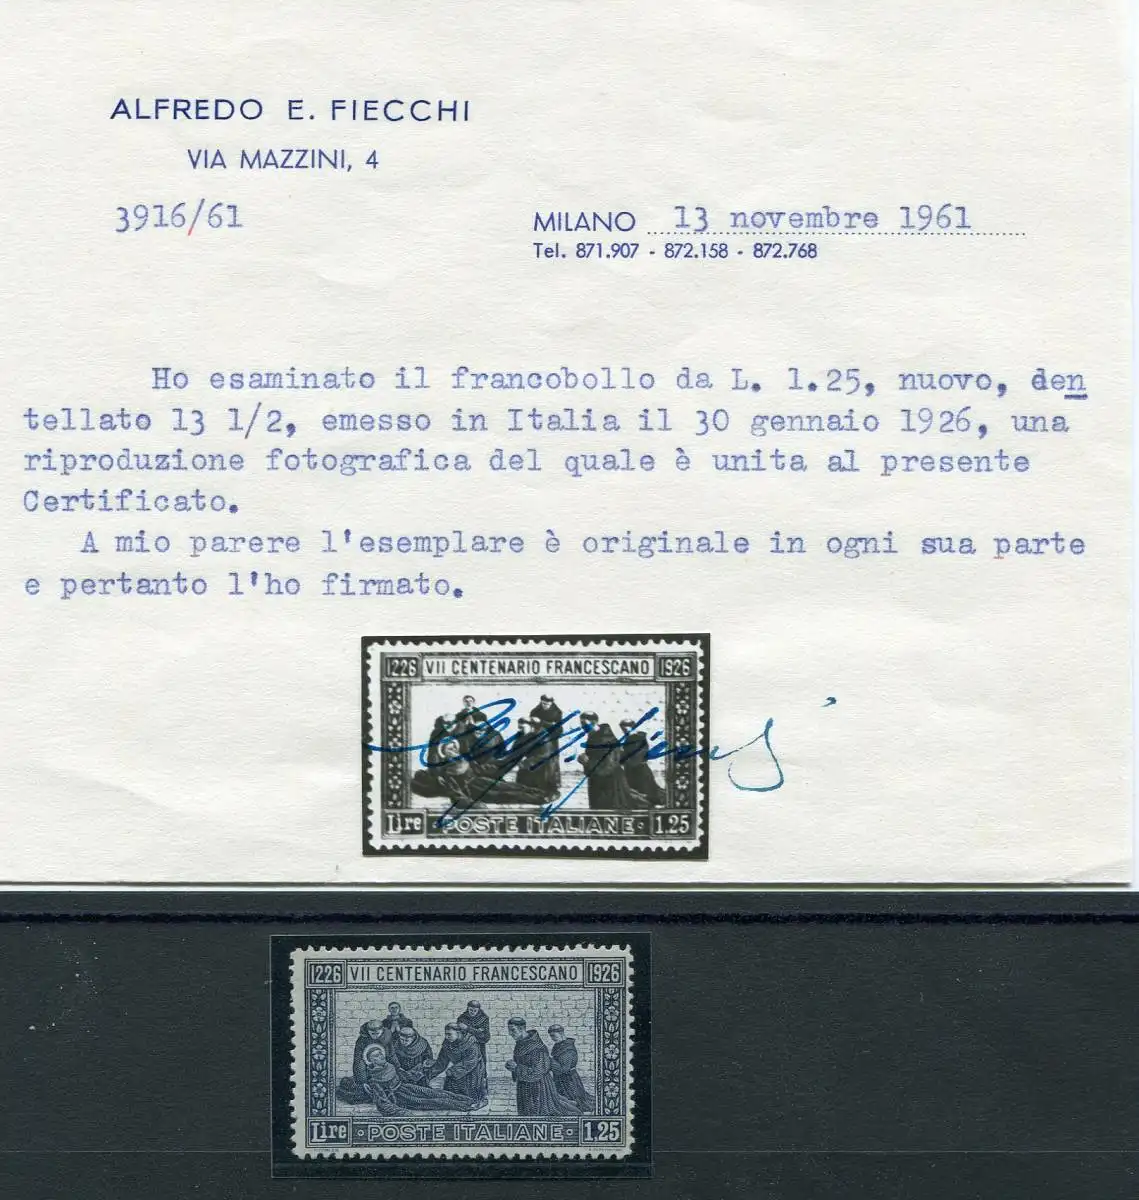 ALFREDO E. FIECCHI
VIA MAZZINI, 4
3916/61
MILANO 13 novembre 1961
Tel. 871.907 - 872.158 - 872.768
Ho esaminato il francobollo da L. 1.25, nuovo, den
tellato 13 1/2, emesso in Italia il 30 gennaio 1926, una
riproduzione fotografica del quale è unita al presente
Certificato.
A mio parere l'esemplare è originale in ogni sua parte
e pertanto l'ho firmato.
1226 VII CENTENARIO FRANCESCANO 1926
Lire · POSTE ITALIANE · 1.25
1226 VII CENTENARIO FRANCESCANO 1926
Lire · POSTE ITALIANE · 1.25